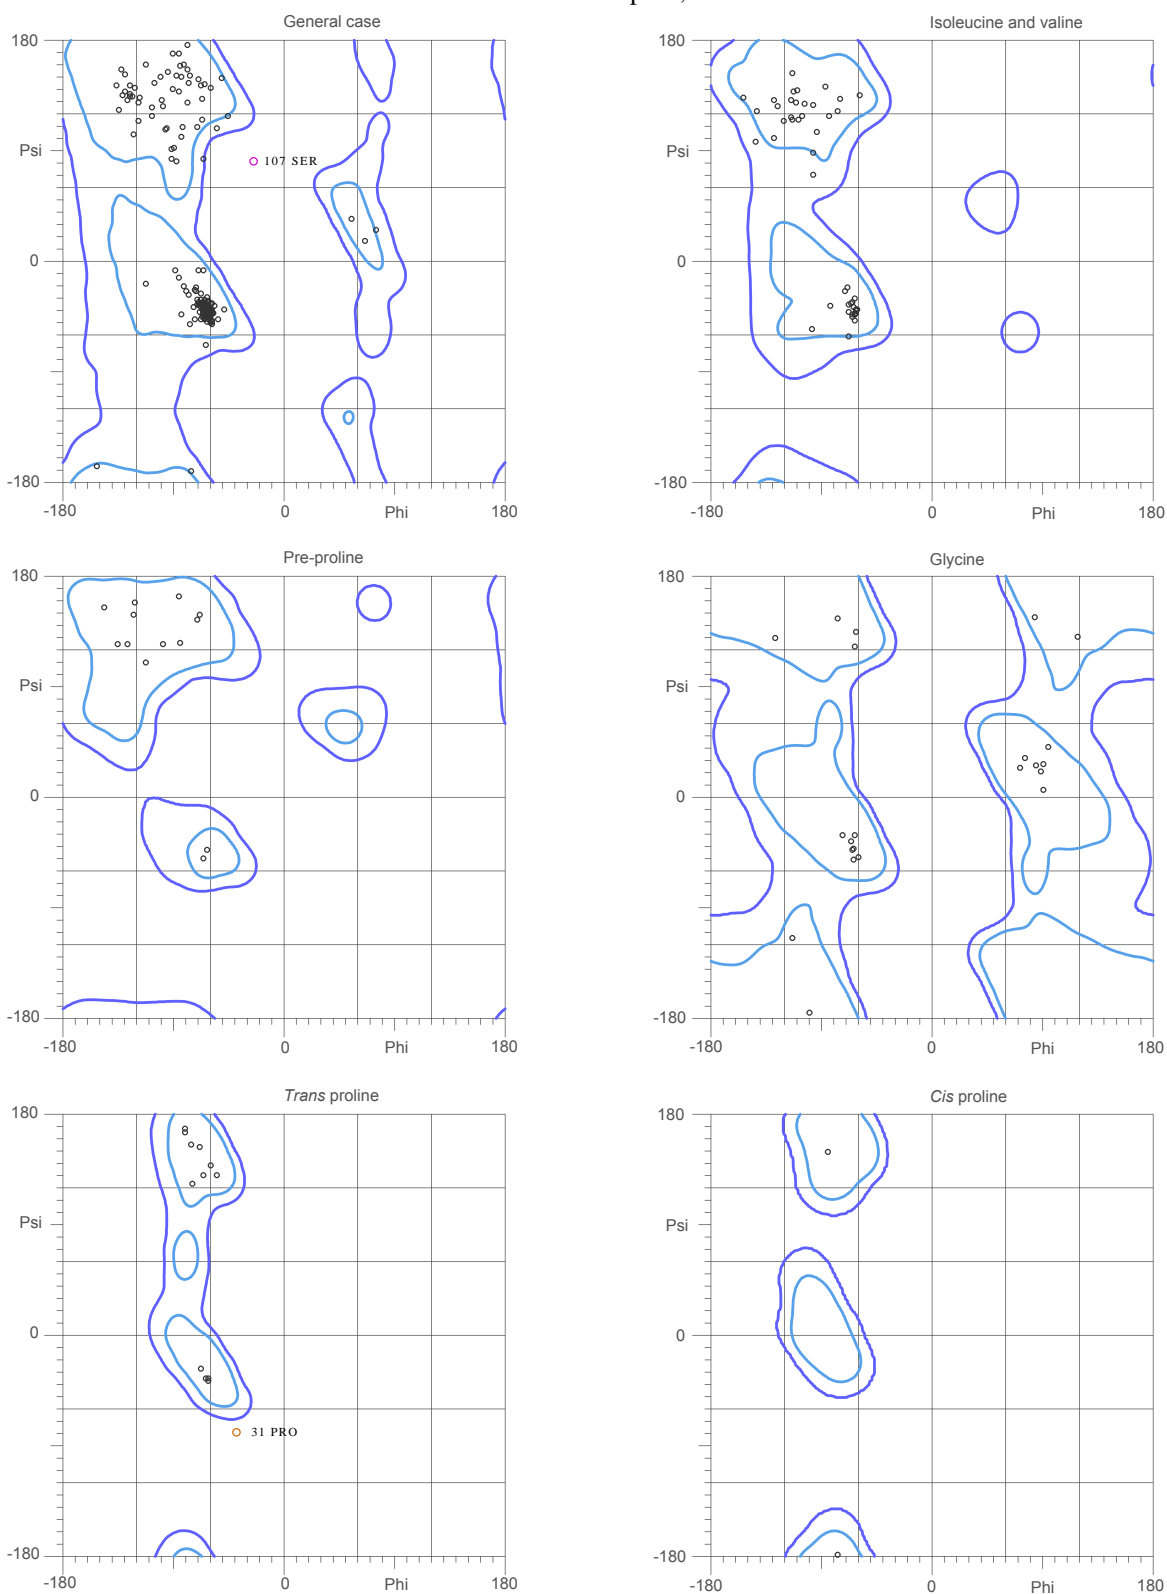 General case
Isoleucine and valine
180
Psi
0
-180
-180
0
Phi
180
107 SER
180
Psi
0
-180
-180
0
Phi
180
Pre-proline
Glycine
180
Psi
0
-180
-180
0
Phi
180
180
Psi
0
-180
-180
0
Phi
180
Trans proline
Cis proline
180
Psi
0
-180
-180
0
Phi
180
31 PRO
180
Psi
0
-180
-180
0
Phi
180